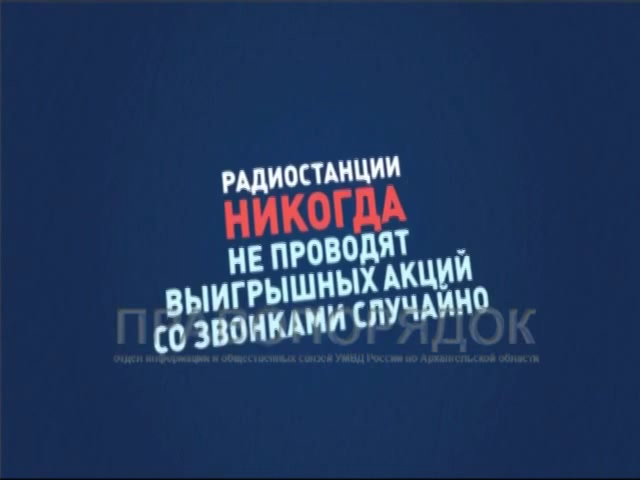 РАДИОСТАНЦИИ
НИКОГДА
НЕ ПРОВОДЯТ
ВЫИГРЫШНЫХ АКЦИЙ
СО ЗВОНКАМИ СЛУЧАЙНО
ПРАВОПОРЯДОК
отдел информации и общественных связей УМВД России по Архангельской области